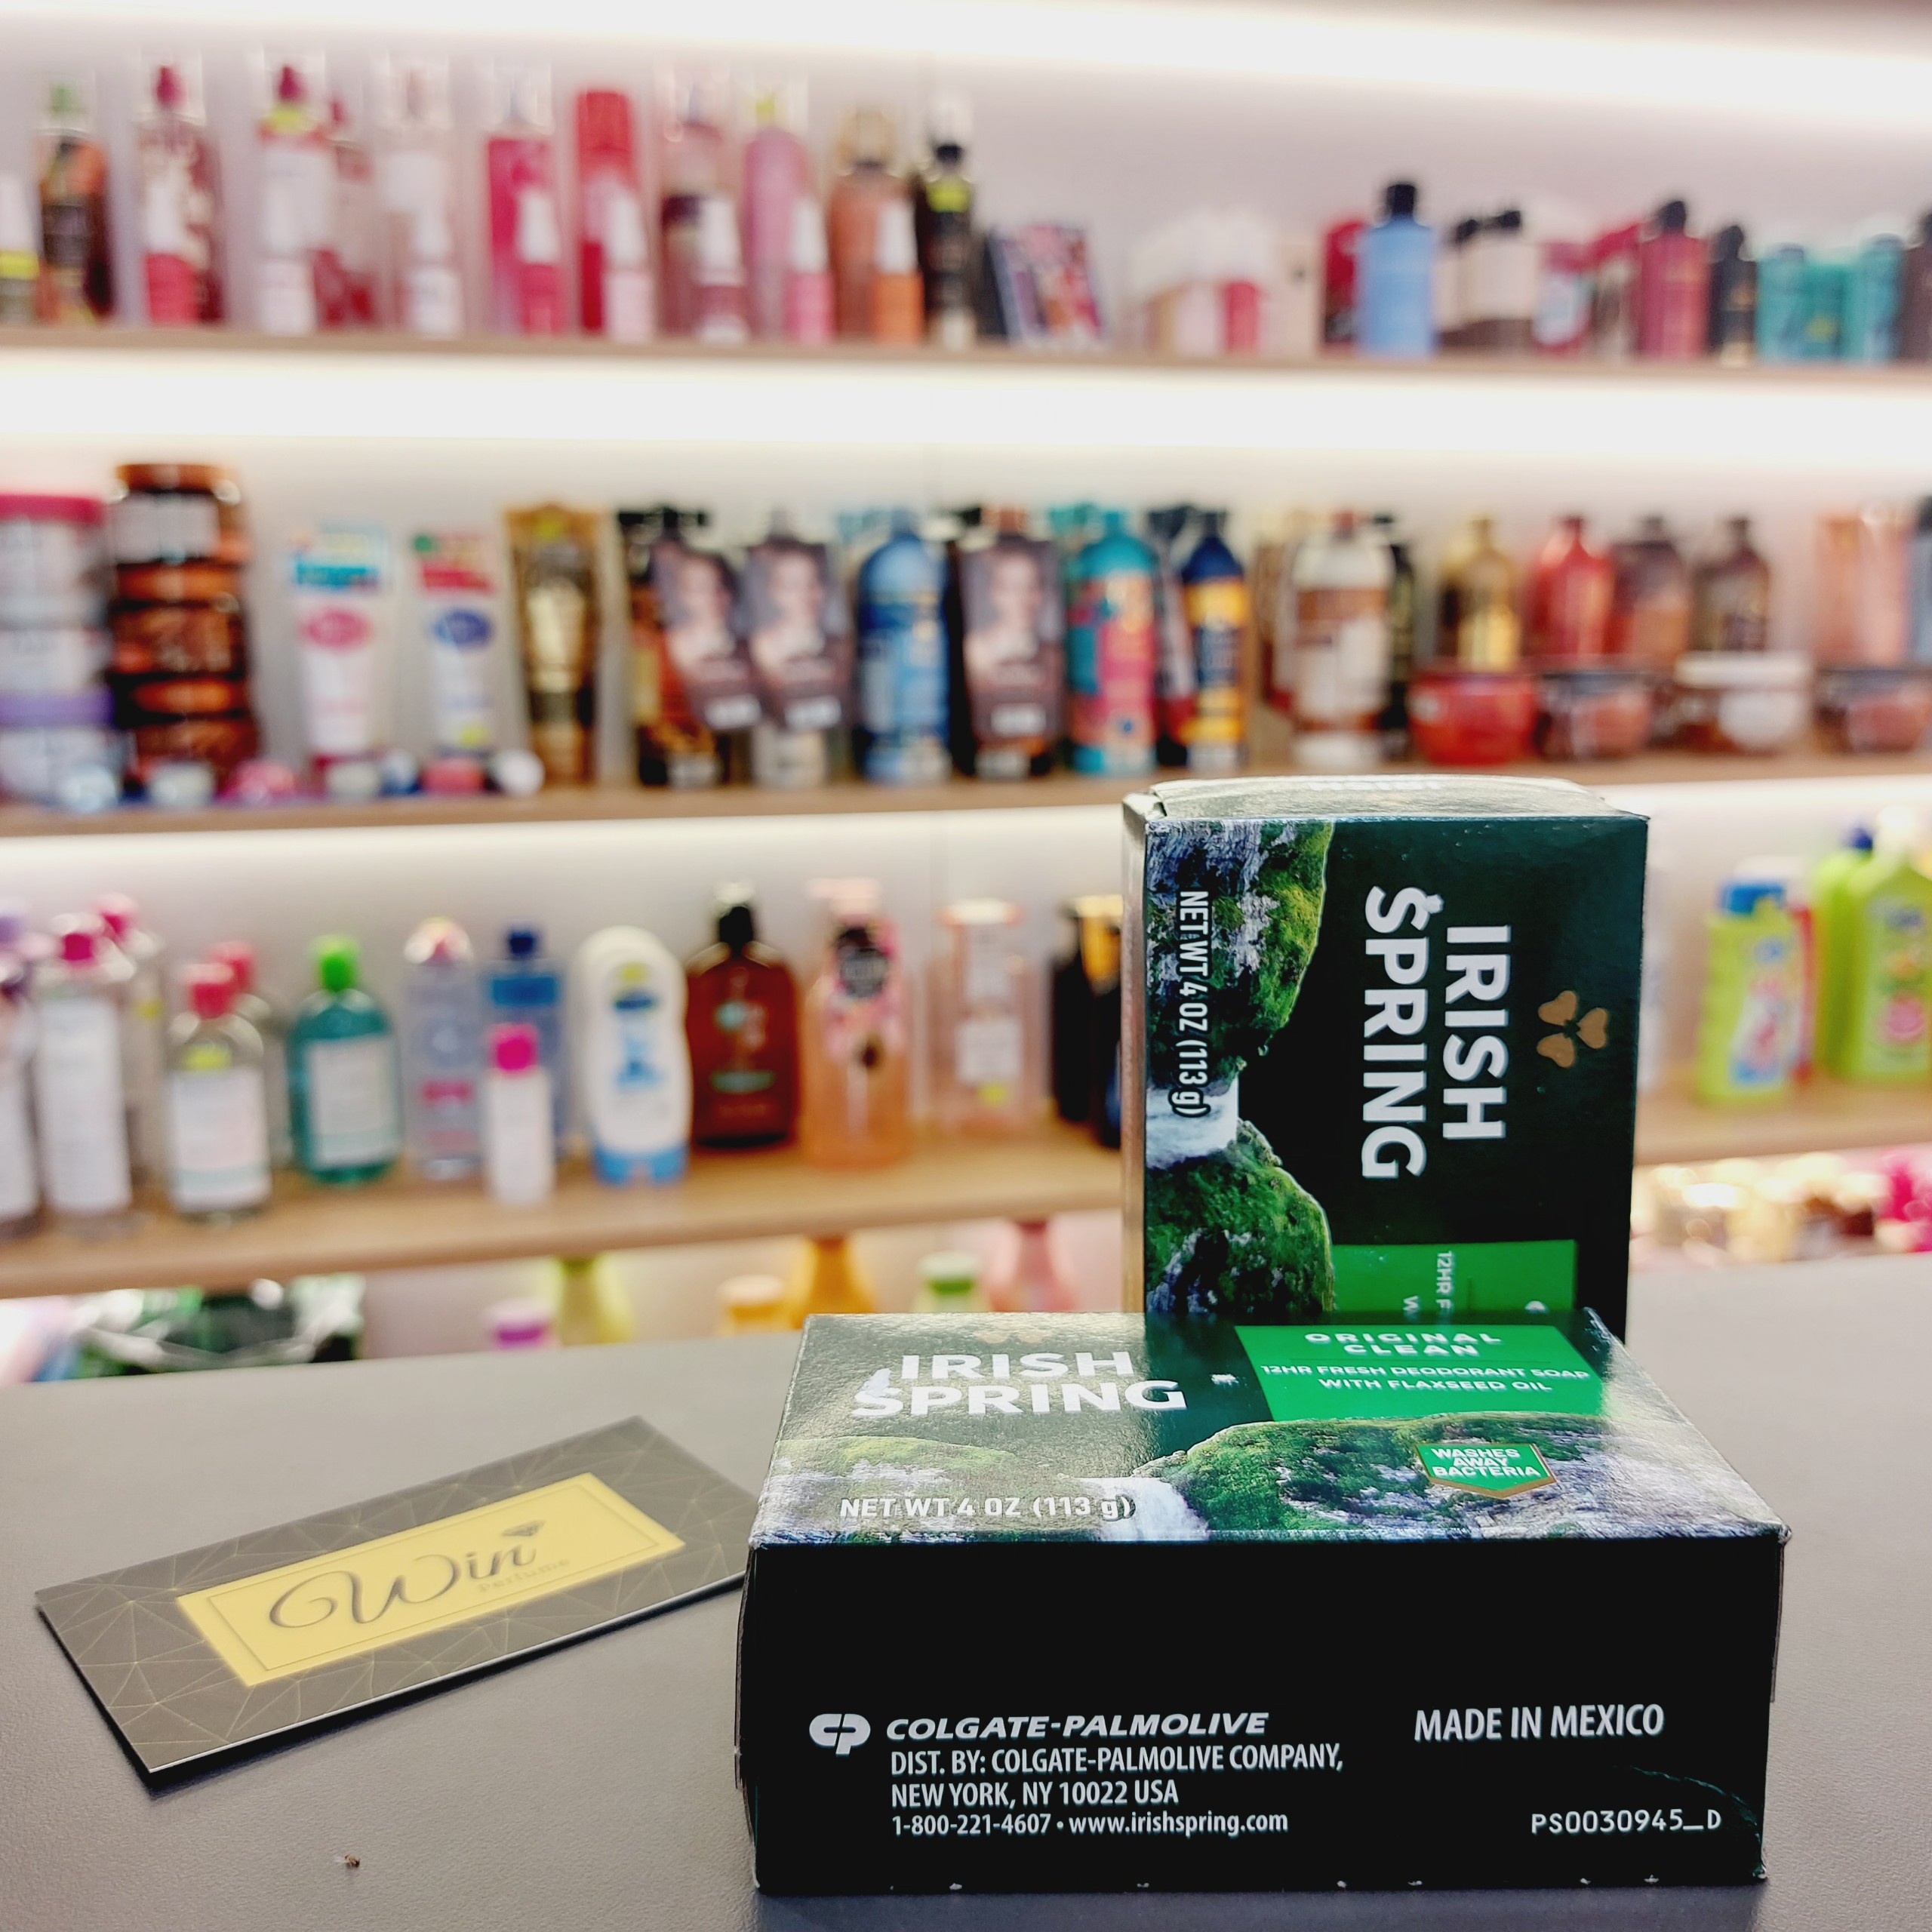 IRISH
SPRING
NET WT 4 OZ (113 g)
12HR F
W
IRISH
SPRING
ORIGINAL
CLEAN
12HR FRESH DEODORANT SOAP
WITH FLAXSEED OIL
WASHES
AWAY
BACTERIA
NET WT 4 OZ (113 g)
Win
Perfume
COLGATE-PALMOLIVE
DIST. BY: COLGATE-PALMOLIVE COMPANY,
NEW YORK, NY 10022 USA
1-800-221-4607 • www.irishspring.com
MADE IN MEXICO
PS0030945_D